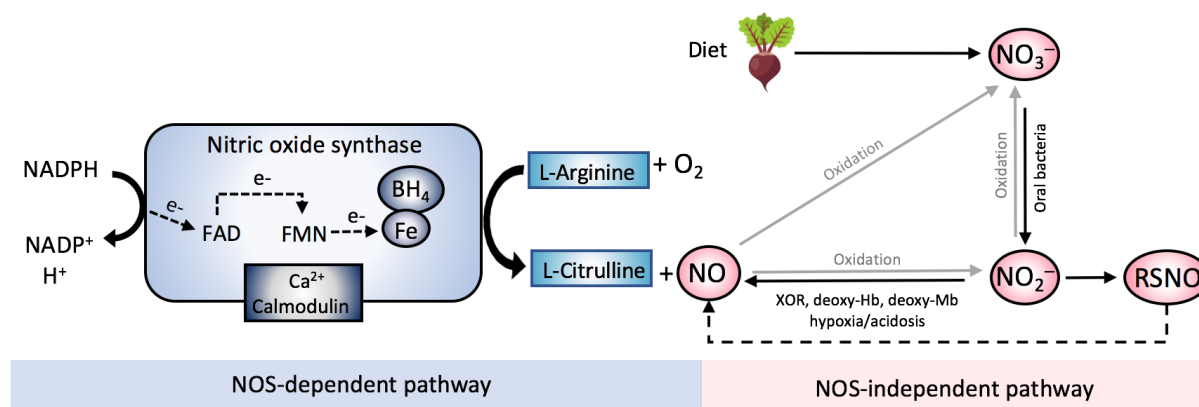 Diet
NO₃⁻
Nitric oxide synthase
NADPH
e-
e-
BH₄
FAD
FMN
e-
Fe
NADP⁺
H⁺
Ca²⁺
Calmodulin
L-Arginine + O₂
L-Citrulline + NO
Oxidation
Oxidation
Oral bacteria
Oxidation
XOR, deoxy-Hb, deoxy-Mb
hypoxia/acidosis
NO₂⁻
RSNO
NOS-dependent pathway
NOS-independent pathway